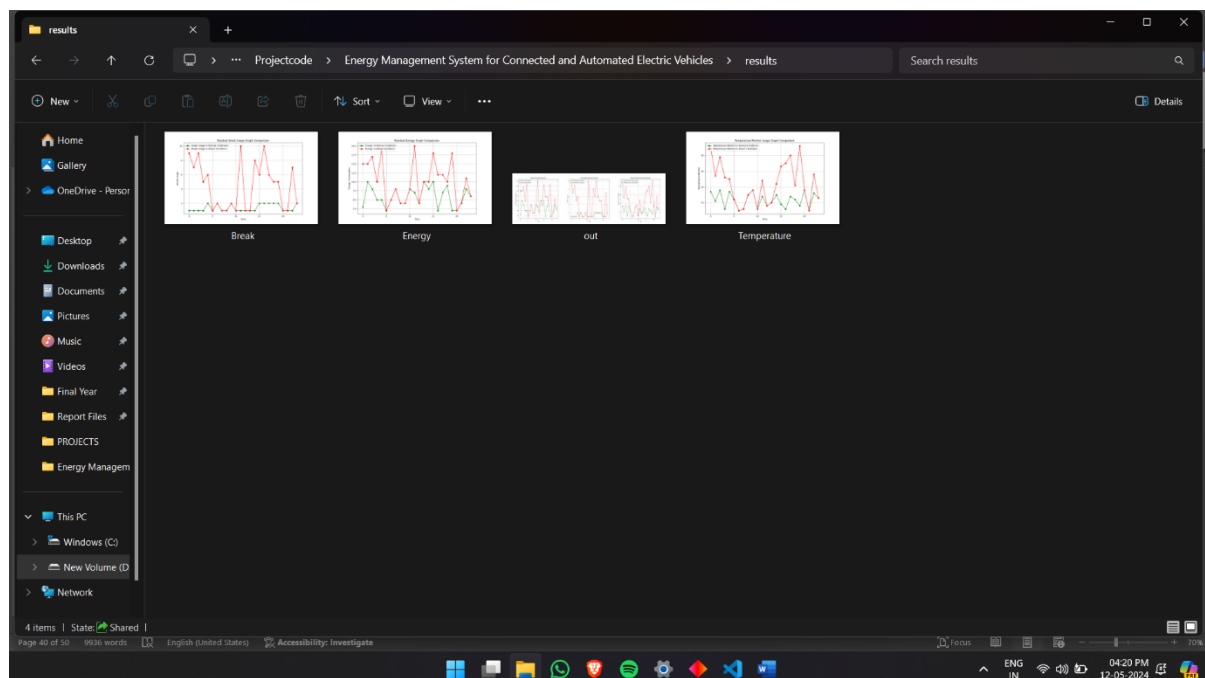 results
Projectcode > Energy Management System for Connected and Automated Electric Vehicles > results
Search results
New
Sort
View
Details
Home
Gallery
OneDrive - Persor
Desktop
Downloads
Documents
Pictures
Music
Videos
Final Year
Report Files
PROJECTS
Energy Managem
This PC
Windows (C:)
New Volume (D
Network
Break
Energy
out
Temperature
4 items | State: Shared
Page 40 of 50 9936 words English (United States) Accessibility: Investigate Focus 70%
ENG
IN
04:20 PM
12-05-2024